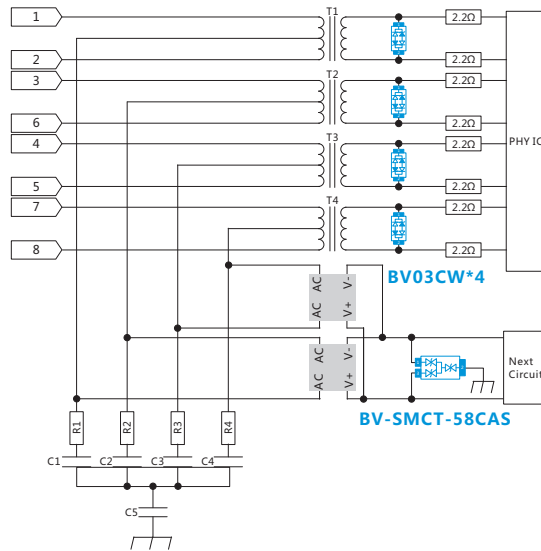 1
T1
2.2Ω
2
2.2Ω
3
T2
2.2Ω
6
2.2Ω
4
T3
2.2Ω
PHY IC
5
2.2Ω
7
T4
2.2Ω
8
2.2Ω
BV03CW*4
AC
AC
V-
V+
AC
AC
V-
V+
Next
Circuit
BV-SMCT-58CAS
R1
R2
R3
R4
C1
C2
C3
C4
C5